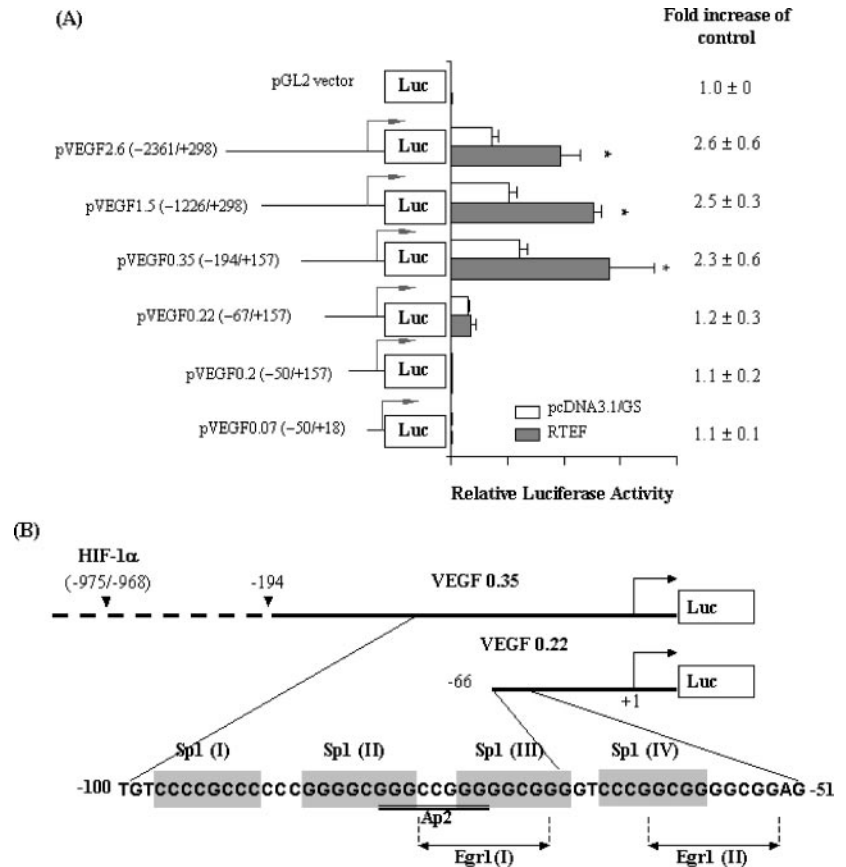 (A)
Fold increase of
control
pGL2 vector
Luc
1.0 ± 0
pVEGF2.6 (−2361/+298)
Luc
*
2.6 ± 0.6
pVEGF1.5 (−1226/+298)
Luc
*
2.5 ± 0.3
pVEGF0.35 (−194/+157)
Luc
*
2.3 ± 0.6
pVEGF0.22 (−67/+157)
Luc
1.2 ± 0.3
pVEGF0.2 (−50/+157)
Luc
1.1 ± 0.2
pVEGF0.07 (−50/+18)
Luc
pcDNA3.1/GS
RTEF
1.1 ± 0.1
Relative Luciferase Activity
(B)
HIF-1α
(-975/-968)
-194
VEGF 0.35
Luc
VEGF 0.22
-66
+1
Luc
Sp1 (I)
Sp1 (II)
Sp1 (III)
Sp1 (IV)
-100 TGTCCCCGCCCCCCGGGGCGGGCCGGGGGCGGGGTCCCGGCGGGGCGGAG -51
Ap2
Egr1 (I)
Egr1 (II)